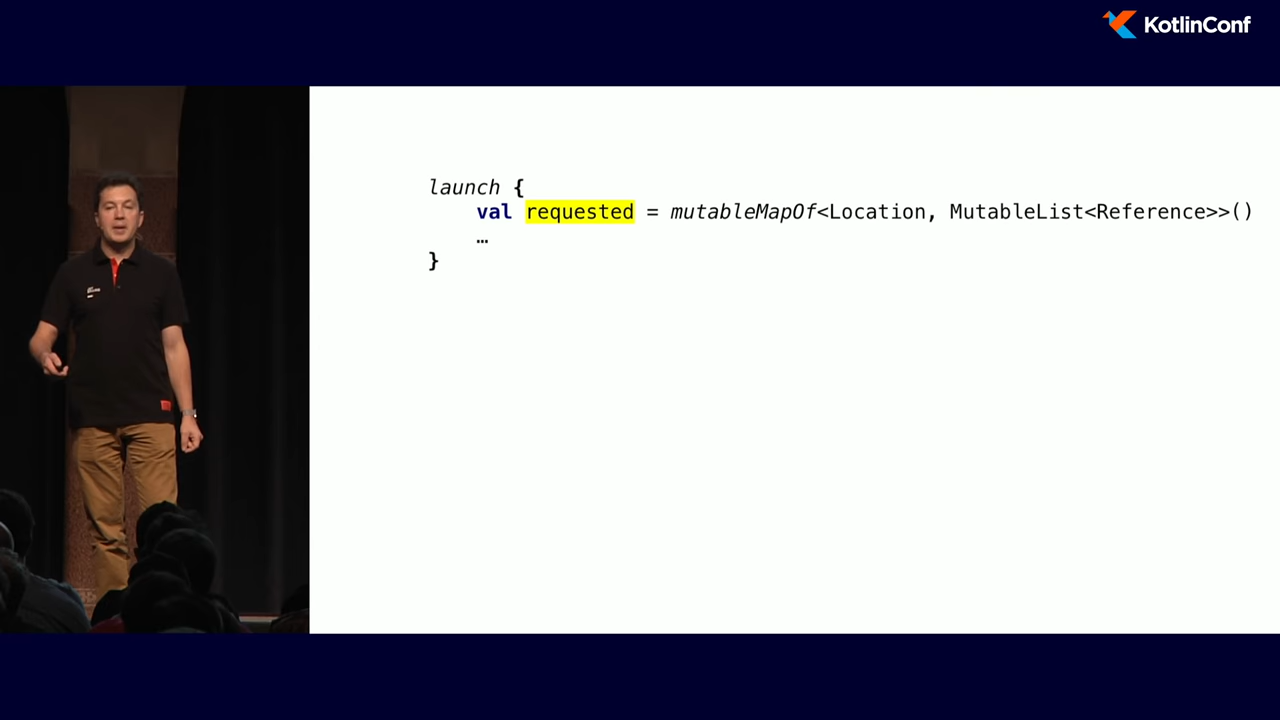 KotlinConf
launch {
    val requested = mutableMapOf<Location, MutableList<Reference>>()
    …
}